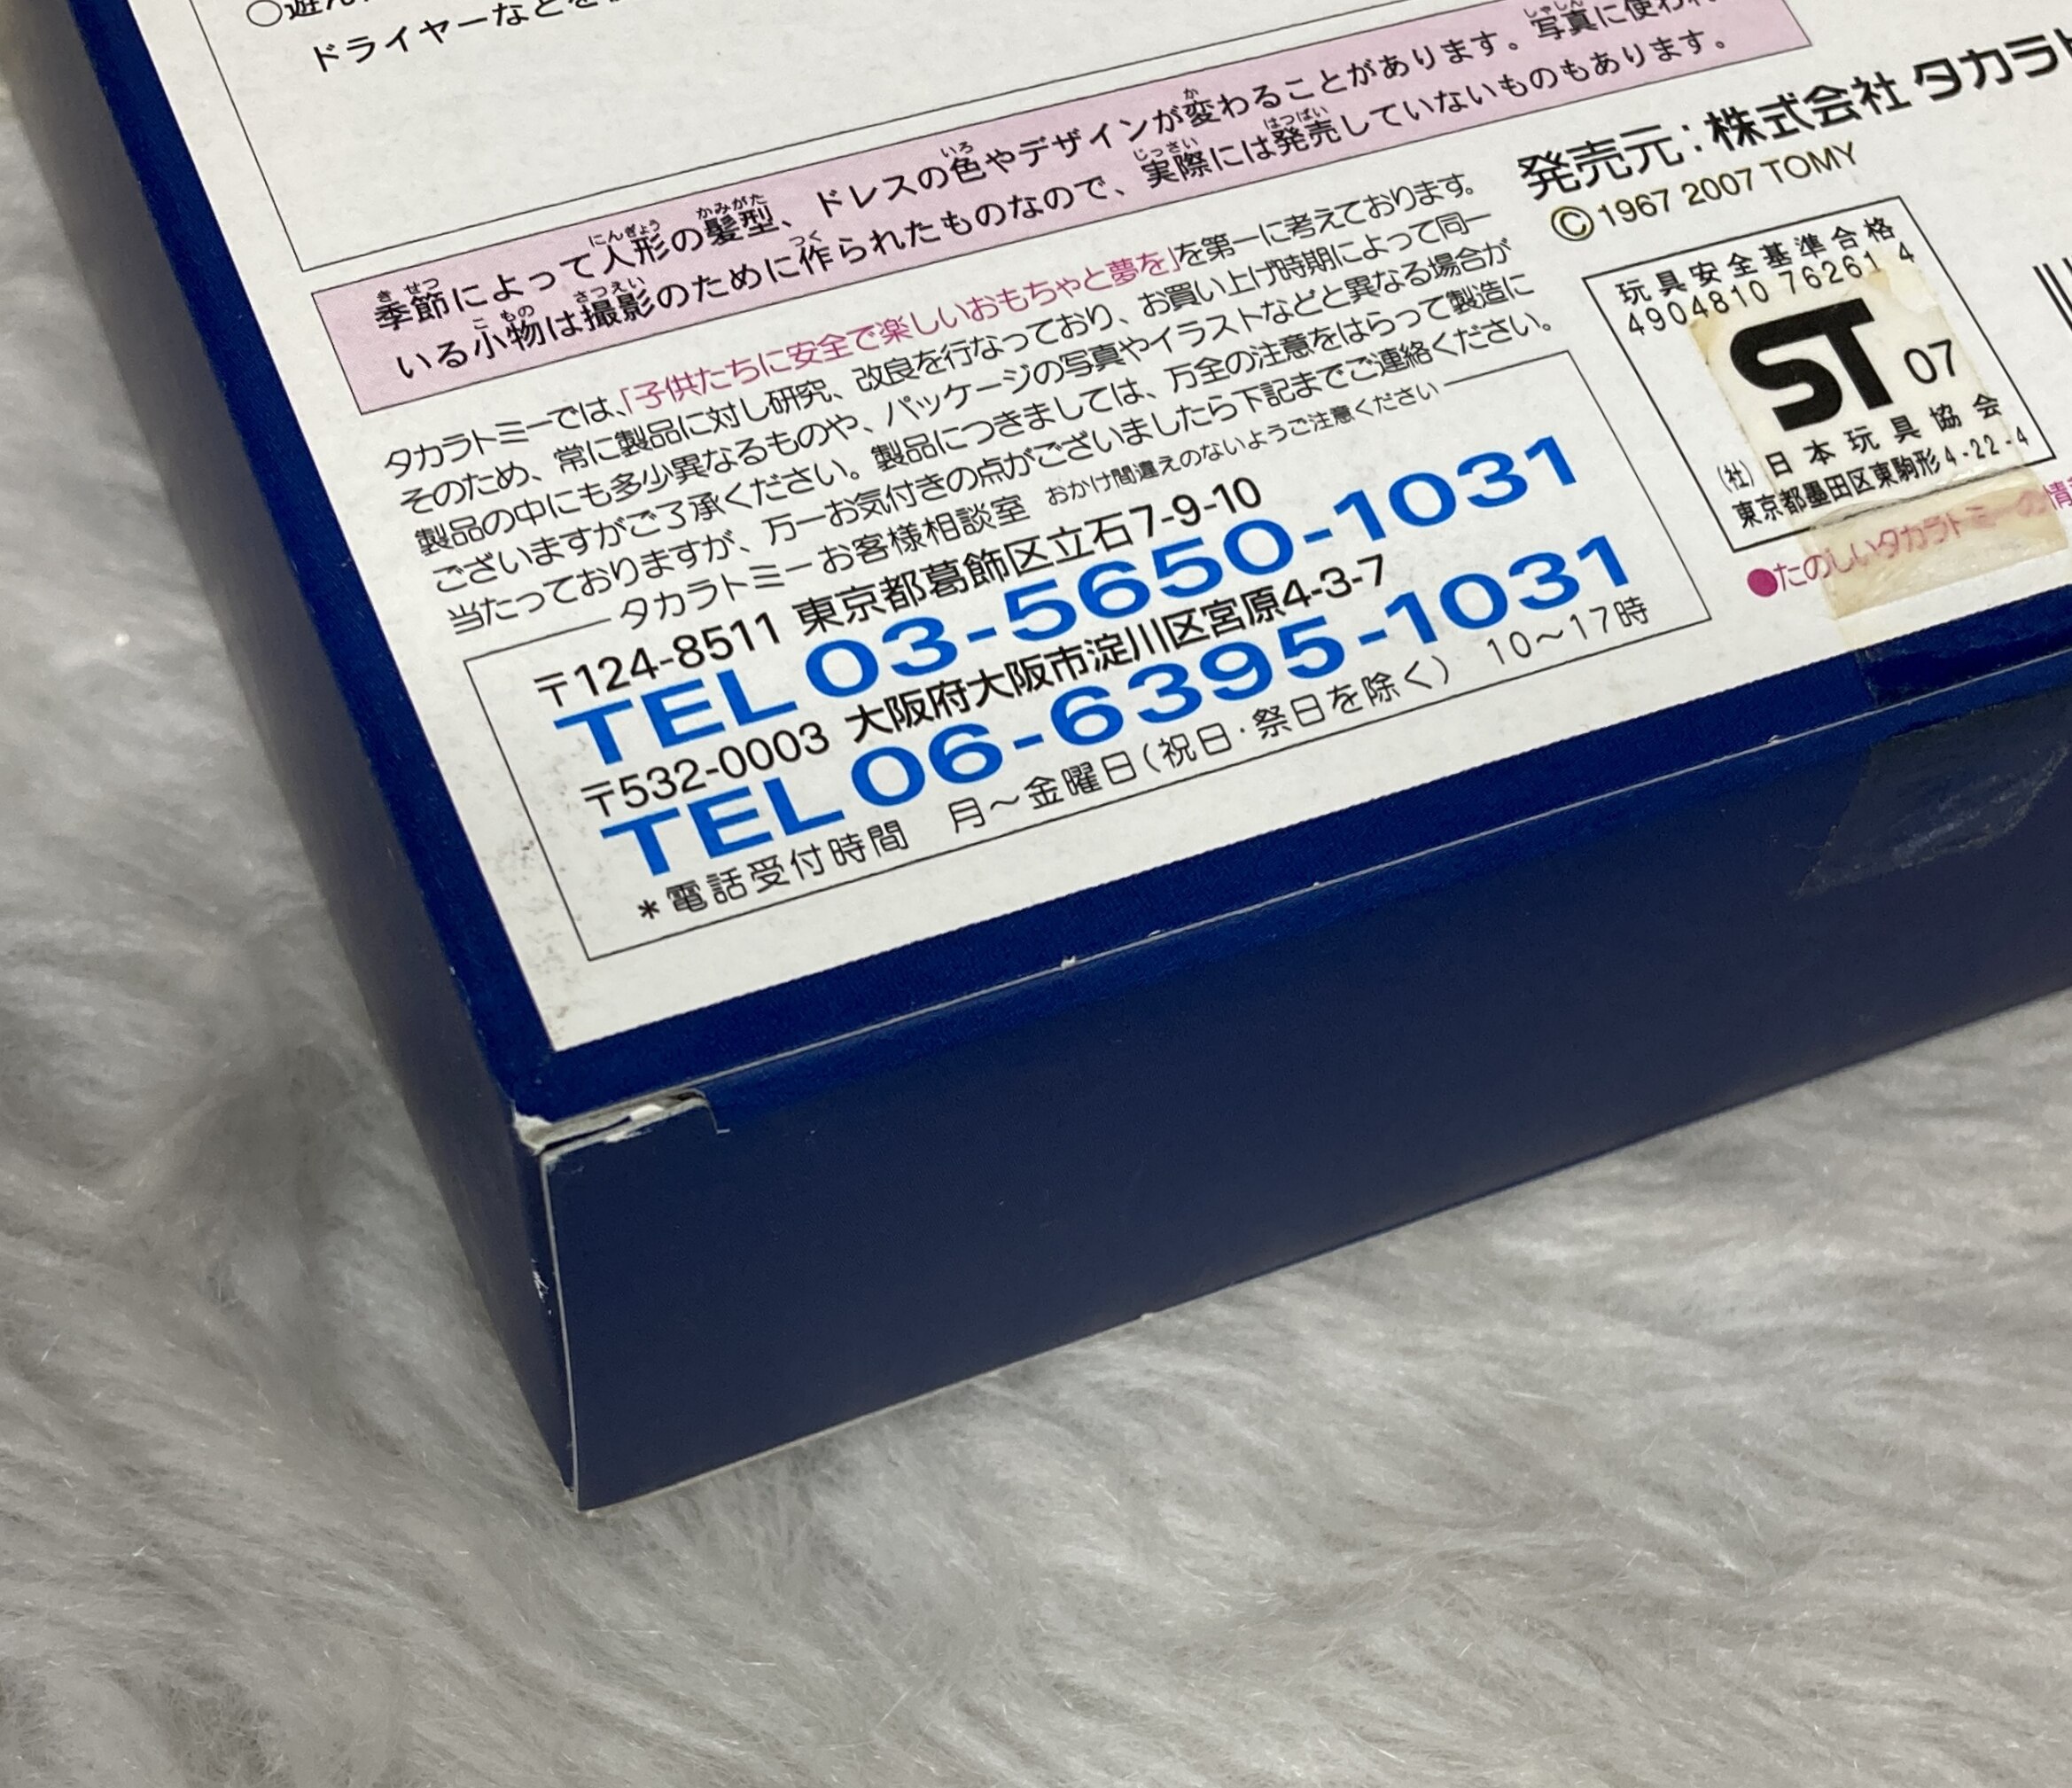 ドライヤーなどを
季節によって人形の髪型、ドレスの色やデザインが変わることがあります。写真に使われ
いる小物は撮影のために作られたものなので、実際には発売していないものもあります。
タカラトミーでは、「子供たちに安全で楽しいおもちゃと夢を」を第一に考えております。
そのため、常に製品に対し研究、改良を行なっており、お買い上げ時期によって同一
製品の中にも多少異なるものや、パッケージの写真やイラストなどと異なる場合が
ございますがご了承ください。製品につきましては、万全の注意をはらって製造に
当たっておりますが、万一お気付きの点がございましたら下記までご連絡ください。
タカラトミーお客様相談室 おかけ間違えのないようご注意ください
〒124-8511 東京都葛飾区立石7-9-10
TEL 03-5650-1031
〒532-0003 大阪府大阪市淀川区宮原4-3-7
TEL 06-6395-1031
*電話受付時間 月〜金曜日(祝日·祭日を除く) 10〜17時
発売元:株式会社 タカラ
© 1967 2007 TOMY
玩具安全基準合格
4904810 76261 4
ST 07
(社) 日本玩具協会
東京都墨田区東駒形4-22-4
●たのしいタカラトミーの情